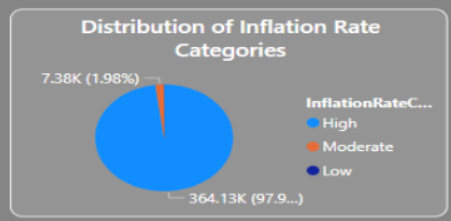 Distribution of Inflation Rate
Categories
7.38K (1.98%)
InflationRateC...
High
Moderate
Low
364.13K (97.9...)